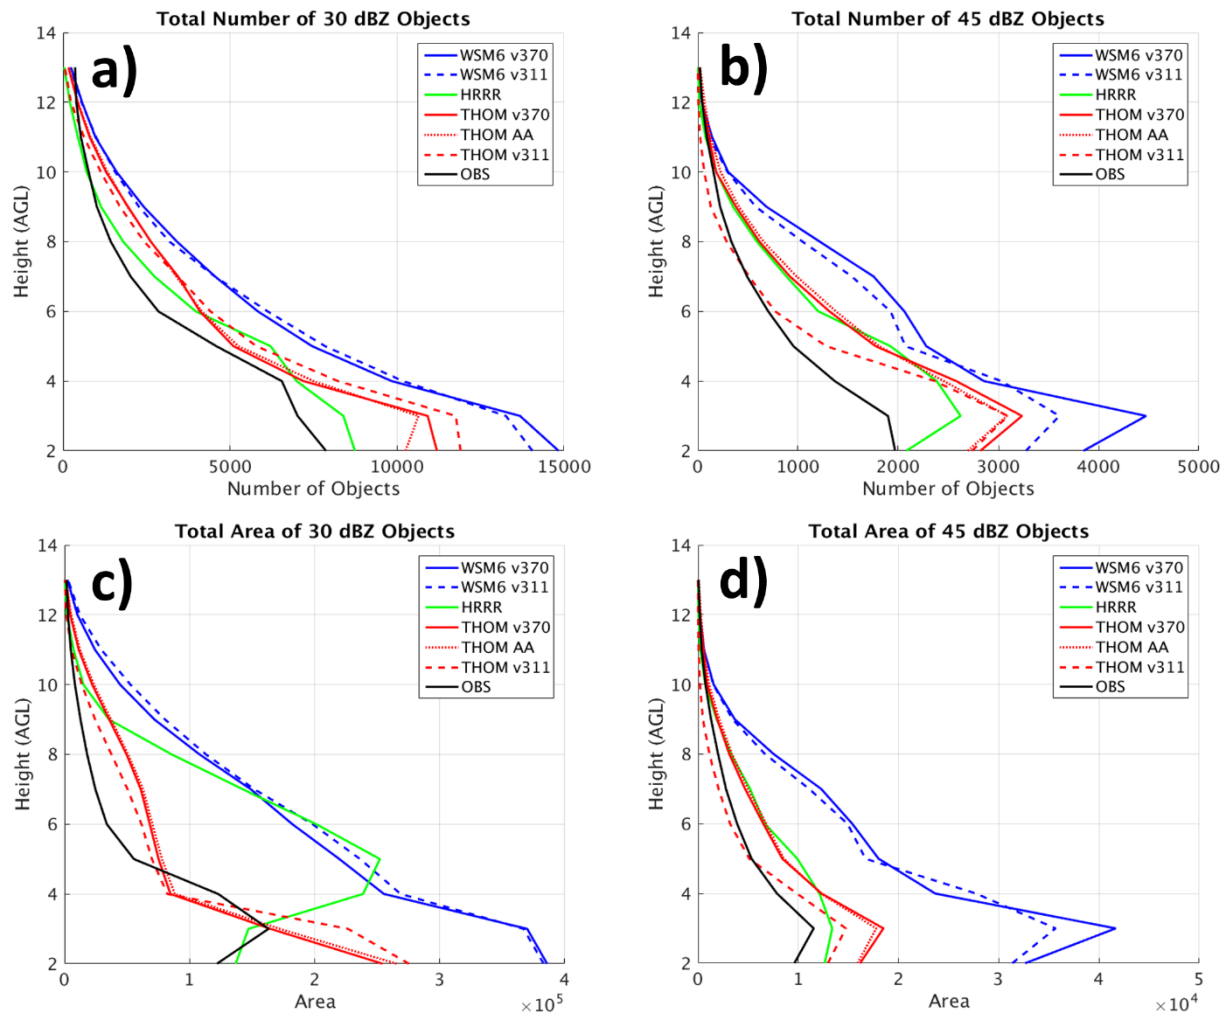 Total Number of 30 dBZ Objects
a)
WSM6 v370
WSM6 v311
HRRR
THOM v370
THOM AA
THOM v311
OBS
14
12
10
8
6
4
2
Height (AGL)
0 5000 10000 15000
Number of Objects
Total Number of 45 dBZ Objects
b)
WSM6 v370
WSM6 v311
HRRR
THOM v370
THOM AA
THOM v311
OBS
14
12
10
8
6
4
2
Height (AGL)
0 1000 2000 3000 4000 5000
Number of Objects
Total Area of 30 dBZ Objects
c)
WSM6 v370
WSM6 v311
HRRR
THOM v370
THOM AA
THOM v311
OBS
14
12
10
8
6
4
2
Height (AGL)
0 1 2 3 4
Area
×10^5
Total Area of 45 dBZ Objects
d)
WSM6 v370
WSM6 v311
HRRR
THOM v370
THOM AA
THOM v311
OBS
14
12
10
8
6
4
2
Height (AGL)
0 1 2 3 4 5
Area
×10^4